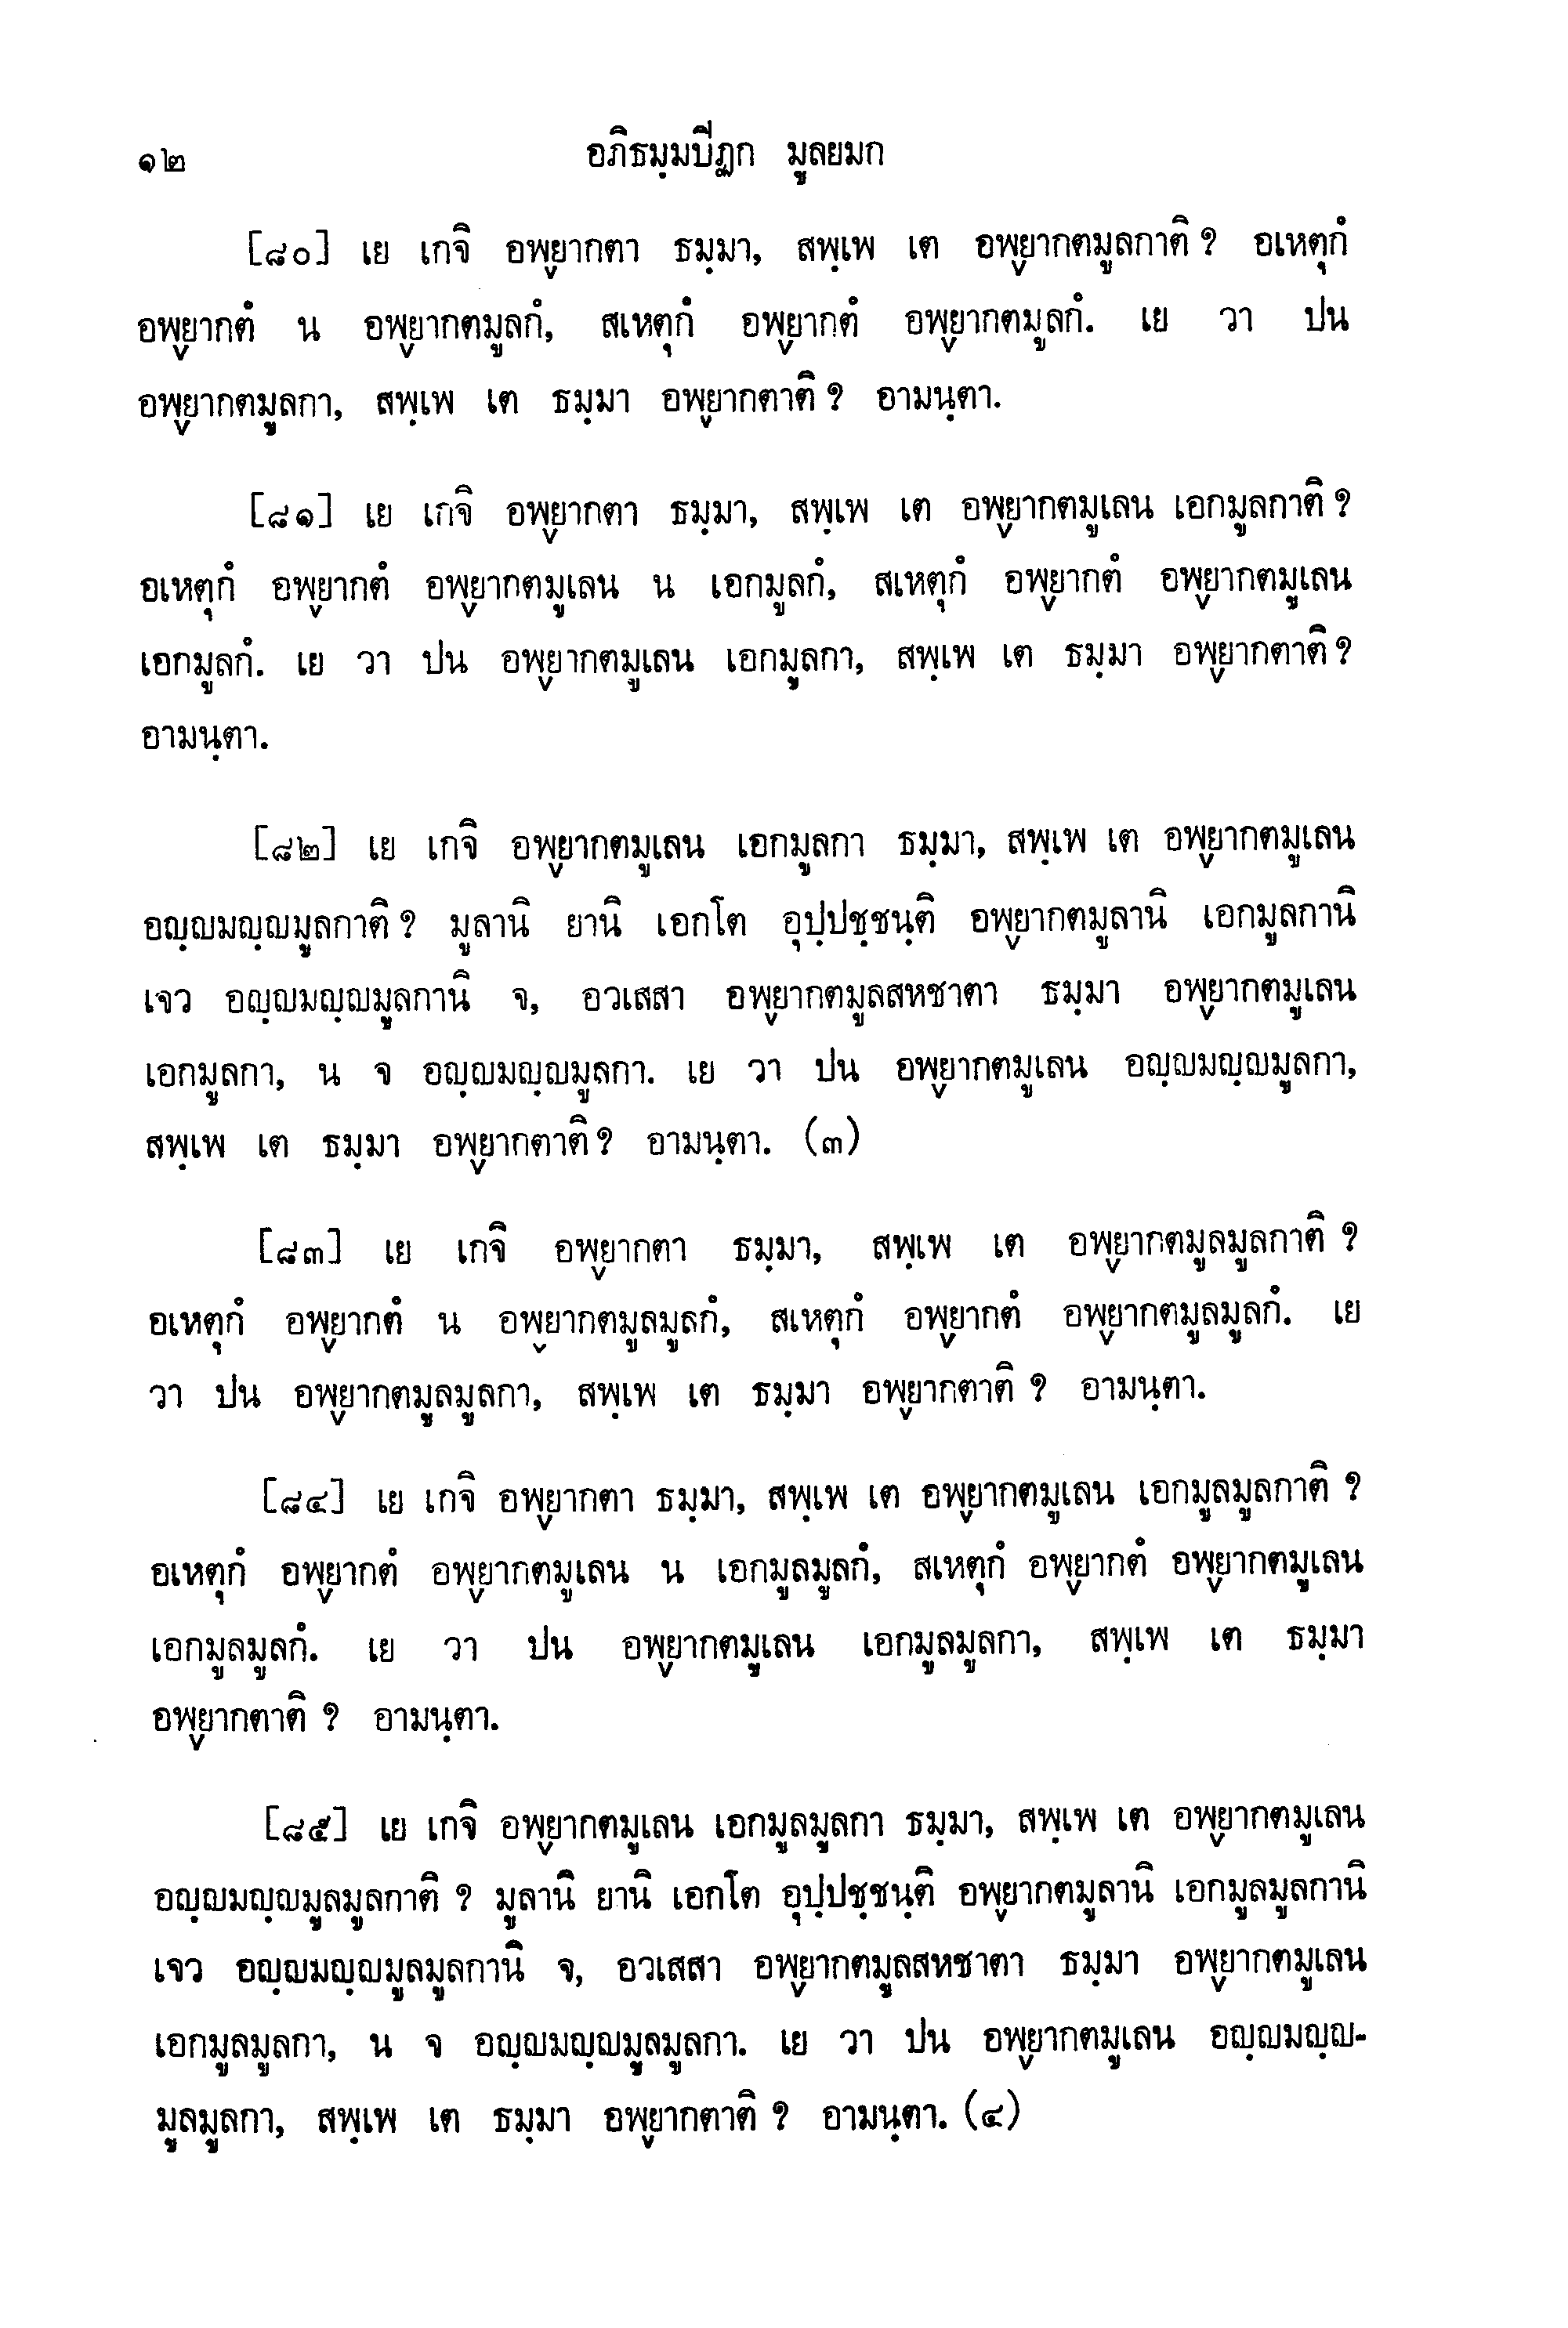 ๑๒ อภิธมฺมปีฏก มูลยมก
[๘๐] เย เกจิ อพฺยากตา ธมฺมา, สพฺเพ เต อพฺยากตมูลกาติ ? อเหตุกํ
อพฺยากตํ น อพฺยากตมูลกํ, สเหตุกํ อพฺยากตํ อพฺยากตมูลกํ. เย วา ปน
อพฺยากตมูลกา, สพฺเพ เต ธมฺมา อพฺยากตาติ ? อามนฺตา.
[๘๑] เย เกจิ อพฺยากตา ธมฺมา, สพฺเพ เต อพฺยากตมูเลน เอกมูลกาติ ?
อเหตุกํ อพฺยากตํ อพฺยากตมูเลน น เอกมูลกํ, สเหตุกํ อพฺยากตํ อพฺยากตมูเลน
เอกมูลกํ. เย วา ปน อพฺยากตมูเลน เอกมูลกา, สพฺเพ เต ธมฺมา อพฺยากตาติ ?
อามนฺตา.
[๘๒] เย เกจิ อพฺยากตมูเลน เอกมูลกา ธมฺมา, สพฺเพ เต อพฺยากตมูเลน
อญฺญมญฺญมูลกาติ ? มูลานิ ยานิ เอกโต อุปฺปชฺชนฺติ อพฺยากตมูลานิ เอกมูลกานิ
เจว อญฺญมญฺญมูลกานิ จ, อวเสสา อพฺยากตมูลสหชาตา ธมฺมา อพฺยากตมูเลน
เอกมูลกา, น จ อญฺญมญฺญมูลกา. เย วา ปน อพฺยากตมูเลน อญฺญมญฺญมูลกา,
สพฺเพ เต ธมฺมา อพฺยากตาติ ? อามนฺตา. (๓)
[๘๓] เย เกจิ อพฺยากตา ธมฺมา, สพฺเพ เต อพฺยากตมูลมูลกาติ ?
อเหตุกํ อพฺยากตํ น อพฺยากตมูลมูลกํ, สเหตุกํ อพฺยากตํ อพฺยากตมูลมูลกํ. เย
วา ปน อพฺยากตมูลมูลกา, สพฺเพ เต ธมฺมา อพฺยากตาติ ? อามนฺตา.
[๘๔] เย เกจิ อพฺยากตา ธมฺมา, สพฺเพ เต อพฺยากตมูเลน เอกมูลมูลกาติ ?
อเหตุกํ อพฺยากตํ อพฺยากตมูเลน น เอกมูลมูลกํ, สเหตุกํ อพฺยากตํ อพฺยากตมูเลน
เอกมูลมูลกํ. เย วา ปน อพฺยากตมูเลน เอกมูลมูลกา, สพฺเพ เต ธมฺมา
อพฺยากตาติ ? อามนฺตา.
[๘๕] เย เกจิ อพฺยากตมูเลน เอกมูลมูลกา ธมฺมา, สพฺเพ เต อพฺยากตมูเลน
อญฺญมญฺญมูลมูลกาติ ? มูลานิ ยานิ เอกโต อุปฺปชฺชนฺติ อพฺยากตมูลานิ เอกมูลมูลกานิ
เจว อญฺญมญฺญมูลมูลกานิ จ, อวเสสา อพฺยากตมูลสหชาตา ธมฺมา อพฺยากตมูเลน
เอกมูลมูลกา, น จ อญฺญมญฺญมูลมูลกา. เย วา ปน อพฺยากตมูเลน อญฺญมญฺญ-
มูลมูลกา, สพฺเพ เต ธมฺมา อพฺยากตาติ ? อามนฺตา. (๔)